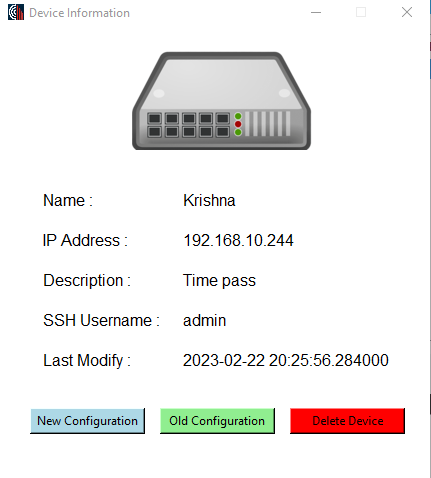 Device Information
Name : Krishna
IP Address : 192.168.10.244
Description : Time pass
SSH Username : admin
Last Modify : 2023-02-22 20:25:56.284000
New Configuration Old Configuration Delete Device